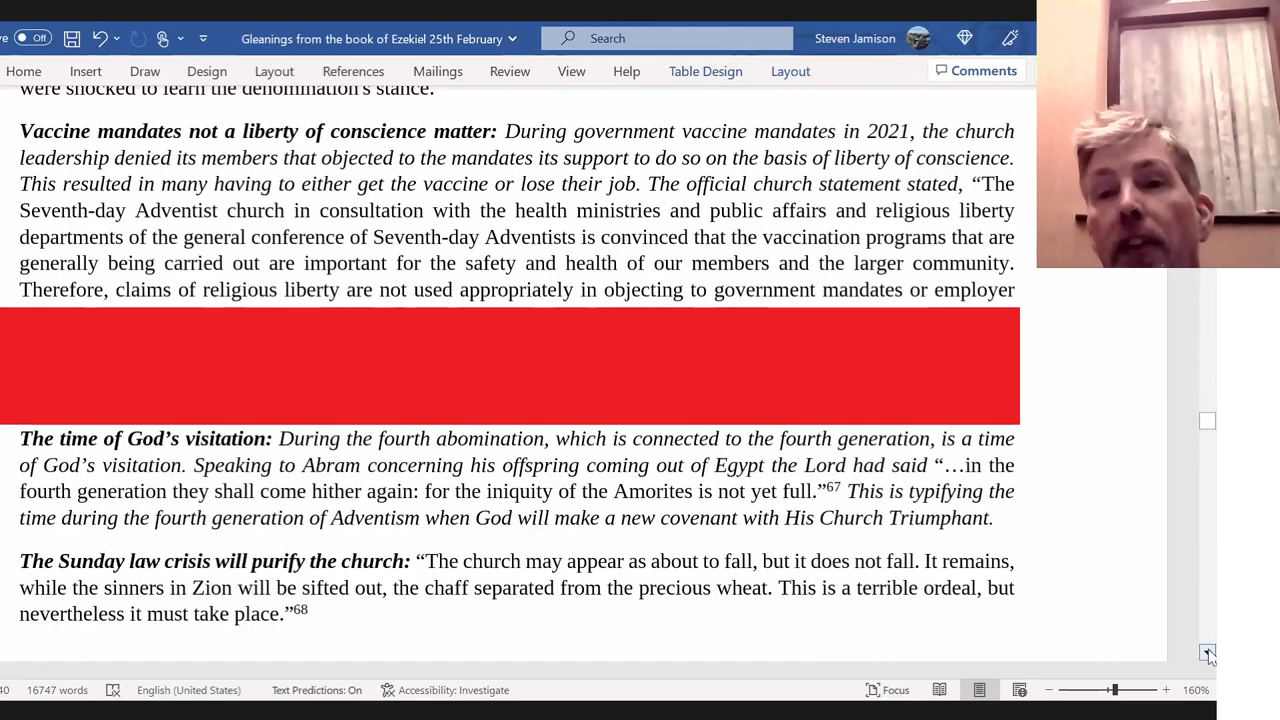 Off
Gleanings from the book of Ezekiel 25th February
Search
Steven Jamison
Home Insert Draw Design Layout References Mailings Review View Help Table Design Layout Comments
were shocked to learn the denomination's stance.
Vaccine mandates not a liberty of conscience matter: During government vaccine mandates in 2021, the church
leadership denied its members that objected to the mandates its support to do so on the basis of liberty of conscience.
This resulted in many having to either get the vaccine or lose their job. The official church statement stated, “The
Seventh-day Adventist church in consultation with the health ministries and public affairs and religious liberty
departments of the general conference of Seventh-day Adventists is convinced that the vaccination programs that are
generally being carried out are important for the safety and health of our members and the larger community.
Therefore, claims of religious liberty are not used appropriately in objecting to government mandates or employer
The time of God’s visitation: During the fourth abomination, which is connected to the fourth generation, is a time
of God’s visitation. Speaking to Abram concerning his offspring coming out of Egypt the Lord had said “…in the
fourth generation they shall come hither again: for the iniquity of the Amorites is not yet full.”67 This is typifying the
time during the fourth generation of Adventism when God will make a new covenant with His Church Triumphant.
The Sunday law crisis will purify the church: “The church may appear as about to fall, but it does not fall. It remains,
while the sinners in Zion will be sifted out, the chaff separated from the precious wheat. This is a terrible ordeal, but
nevertheless it must take place.”68
40 16747 words English (United States) Text Predictions: On Accessibility: Investigate Focus 160%